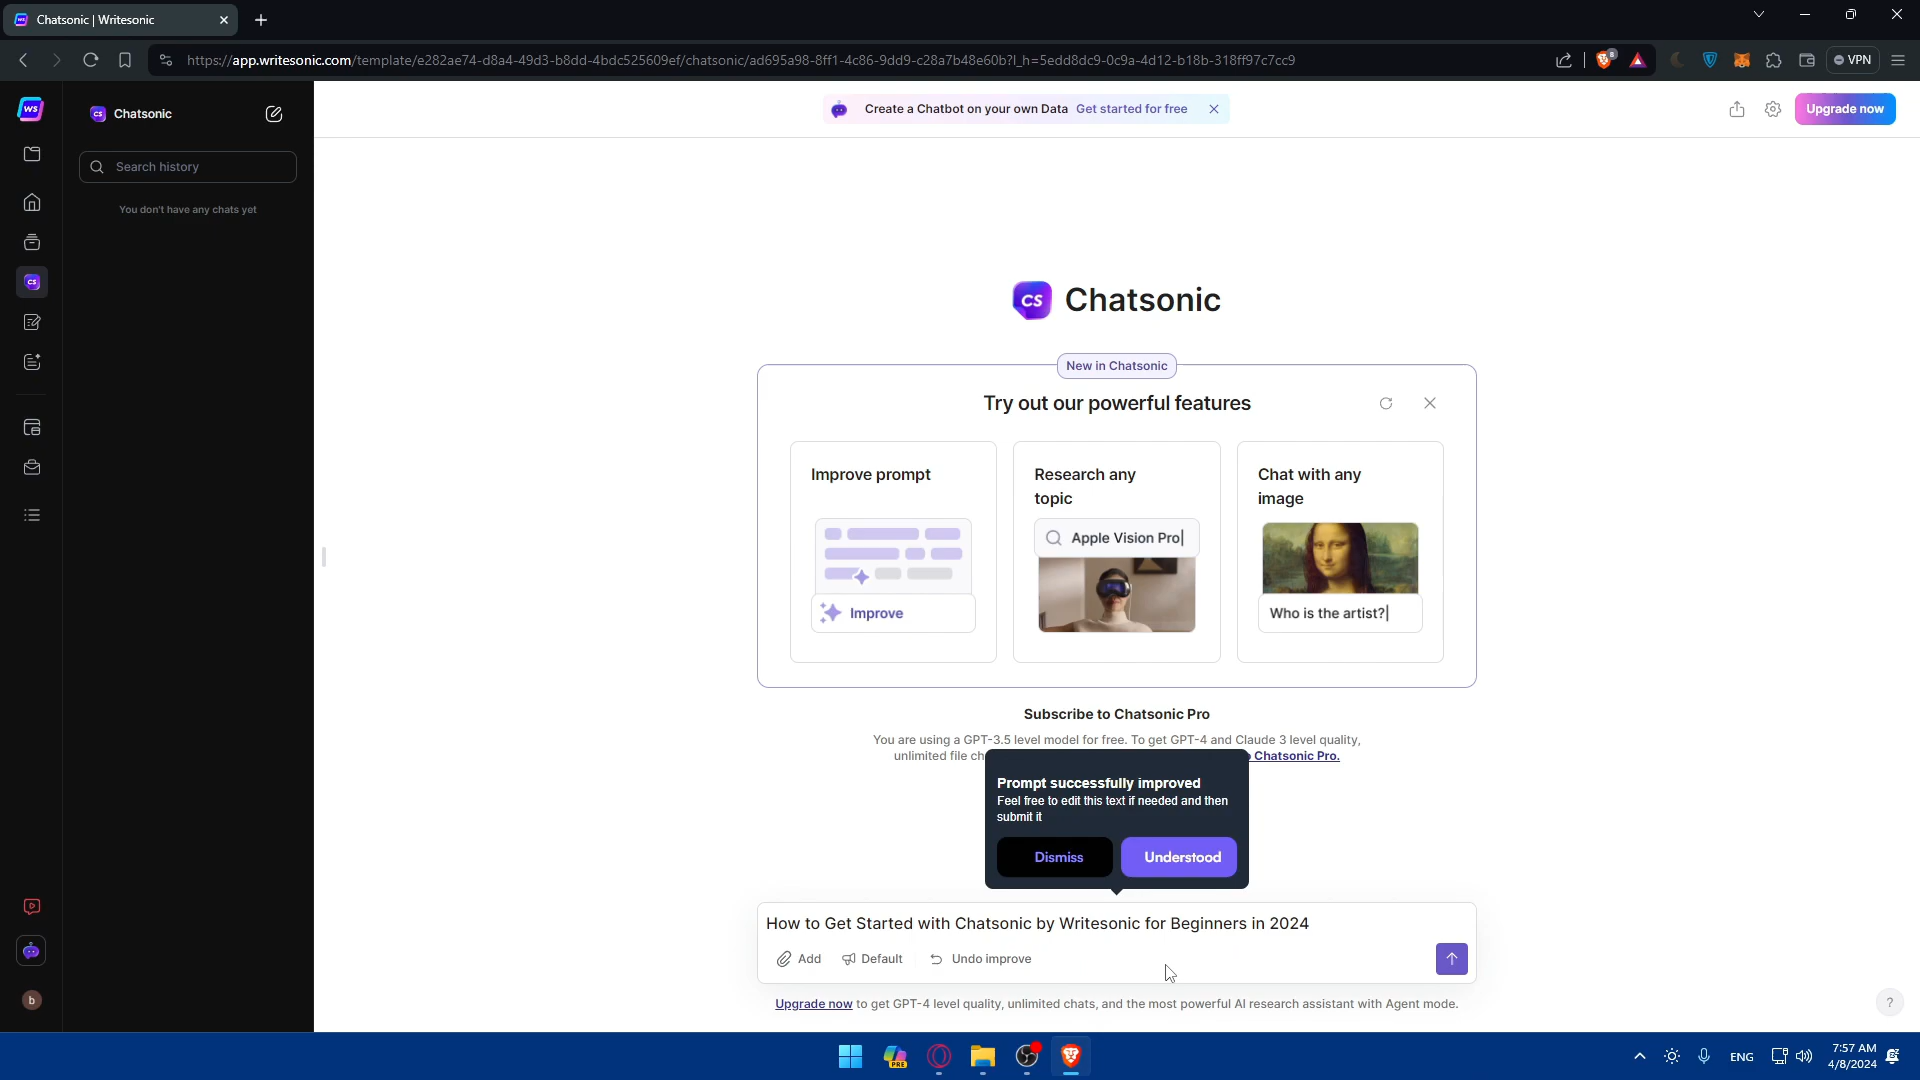 ws Chatsonic | Writesonic
https://app.writesonic.com/template/e282ae74-d8a4-49d3-b8dd-4bdc525609ef/chatsonic/ad695a98-8ff1-4c86-9dd9-c28a7b48e60b?l_h=5edd8dc9-0c9a-4d12-b18b-318ff97c7cc9
8
VPN
ws
CS Chatsonic
Create a Chatbot on your own Data Get started for free
Upgrade now
Search history
You don't have any chats yet
CS
CS Chatsonic
New in Chatsonic
Try out our powerful features
Improve prompt
Improve
Research any
topic
Apple Vision Pro
Chat with any
image
Who is the artist?
Subscribe to Chatsonic Pro
You are using a GPT-3.5 level model for free. To get GPT-4 and Claude 3 level quality,
unlimited file ch
Chatsonic Pro.
Prompt successfully improved
Feel free to edit this text if needed and then
submit it
Dismiss
Understood
How to Get Started with Chatsonic by Writesonic for Beginners in 2024
Add Default Undo improve
Upgrade now to get GPT-4 level quality, unlimited chats, and the most powerful AI research assistant with Agent mode.
b
?
PRE
ENG
7:57 AM
4/8/2024